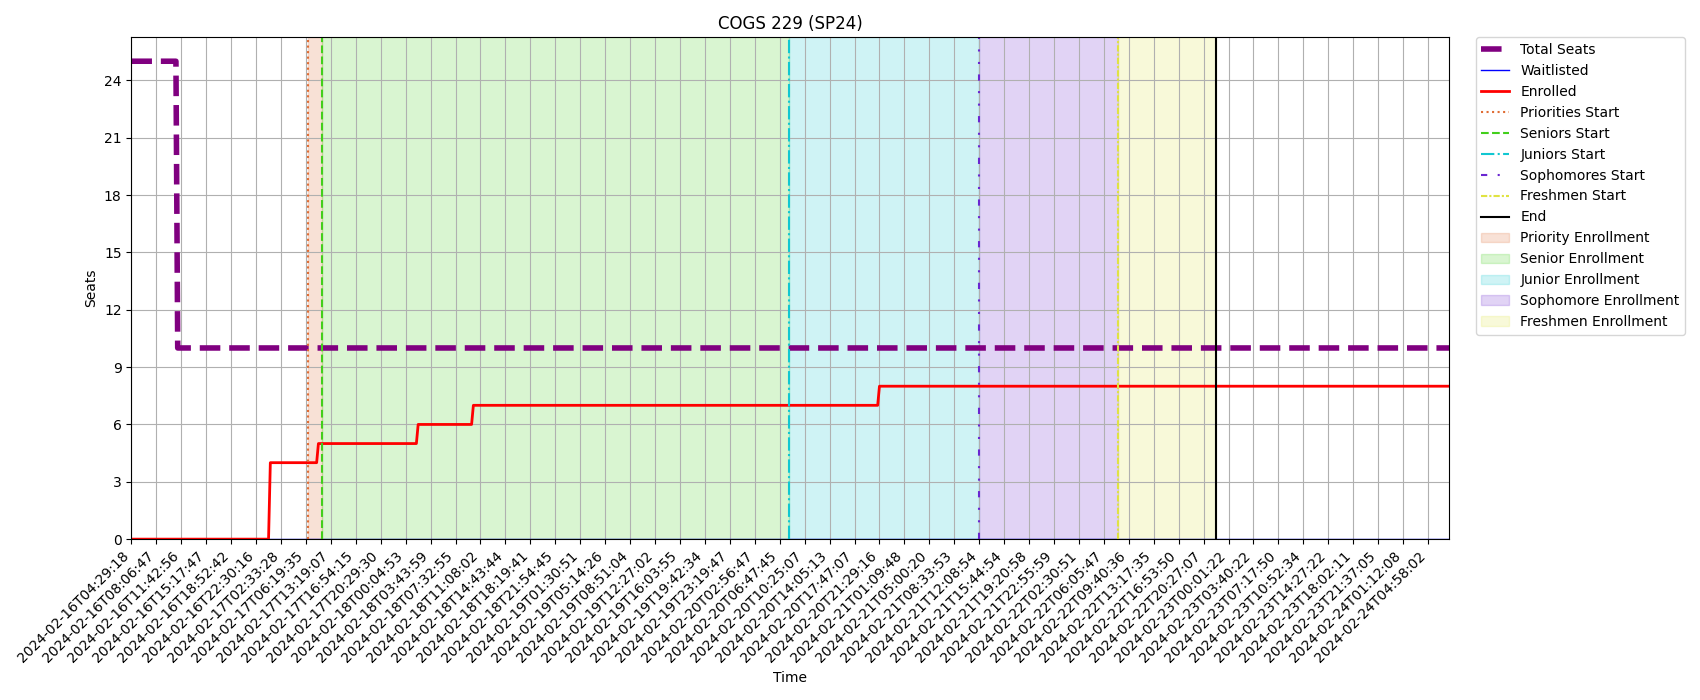 COGS 229 (SP24)
Seats
24
21
18
15
12
9
6
3
0
2024-02-16T04:29:18
2024-02-16T08:06:47
2024-02-16T11:42:56
2024-02-16T15:17:47
2024-02-16T18:52:42
2024-02-16T22:30:16
2024-02-17T02:33:28
2024-02-17T06:19:35
2024-02-17T13:19:07
2024-02-17T16:54:15
2024-02-17T20:29:30
2024-02-18T00:04:53
2024-02-18T03:43:59
2024-02-18T07:32:55
2024-02-18T11:08:02
2024-02-18T14:43:44
2024-02-18T18:19:41
2024-02-18T21:54:45
2024-02-19T01:30:51
2024-02-19T05:14:26
2024-02-19T08:51:04
2024-02-19T12:27:02
2024-02-19T16:03:55
2024-02-19T19:42:34
2024-02-19T23:19:47
2024-02-20T02:56:47
2024-02-20T06:47:45
2024-02-20T10:25:07
2024-02-20T14:05:13
2024-02-20T17:47:07
2024-02-20T21:29:16
2024-02-21T01:09:48
2024-02-21T05:00:20
2024-02-21T08:33:53
2024-02-21T12:08:54
2024-02-21T15:44:54
2024-02-21T19:20:58
2024-02-21T22:55:59
2024-02-22T02:30:51
2024-02-22T06:05:47
2024-02-22T09:40:36
2024-02-22T13:17:35
2024-02-22T16:53:50
2024-02-22T20:27:07
2024-02-23T00:01:22
2024-02-23T03:40:22
2024-02-23T07:17:50
2024-02-23T10:52:34
2024-02-23T14:27:22
2024-02-23T18:02:11
2024-02-23T21:37:05
2024-02-24T01:12:08
2024-02-24T04:58:02
Time
Total Seats
Waitlisted
Enrolled
Priorities Start
Seniors Start
Juniors Start
Sophomores Start
Freshmen Start
End
Priority Enrollment
Senior Enrollment
Junior Enrollment
Sophomore Enrollment
Freshmen Enrollment